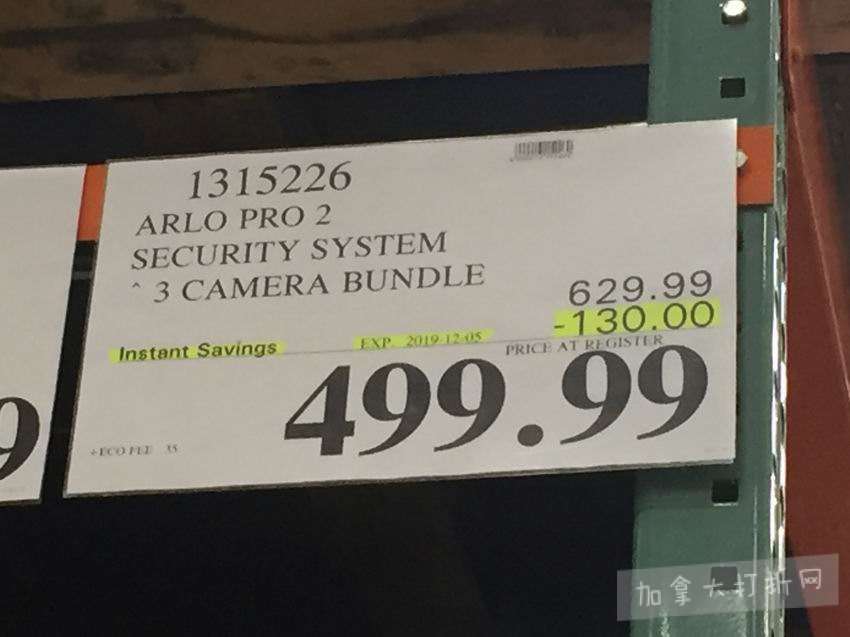 1315226
ARLO PRO 2
SECURITY SYSTEM
^ 3 CAMERA BUNDLE
629.99
-130.00
Instant Savings EXP. 2019-12-05
PRICE AT REGISTER
499.99
+ECO FEE .35
9
加拿大打折网